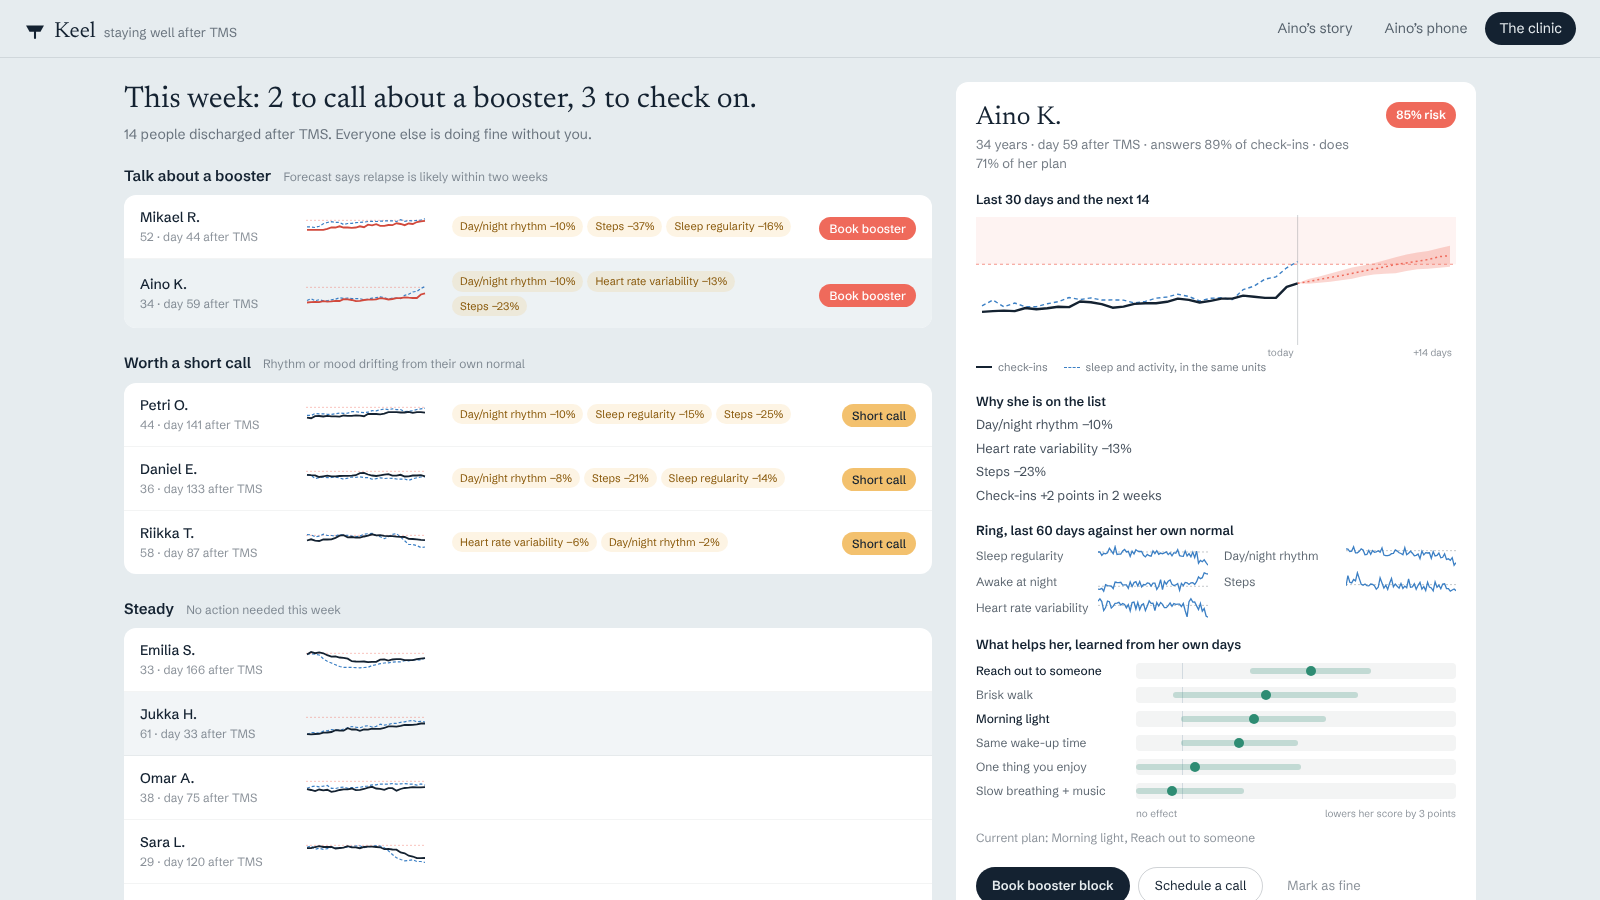 Keel staying well after TMS
Aino's story
Aino's phone
The clinic
This week: 2 to call about a booster, 3 to check on.
14 people discharged after TMS. Everyone else is doing fine without you.
Talk about a booster Forecast says relapse is likely within two weeks
Mikael R.
52 · day 44 after TMS
Day/night rhythm −10% Steps −37% Sleep regularity −16%
Book booster
Aino K.
34 · day 59 after TMS
Day/night rhythm −10% Heart rate variability −13%
Steps −23%
Book booster
Worth a short call Rhythm or mood drifting from their own normal
Petri O.
44 · day 141 after TMS
Day/night rhythm −10% Sleep regularity −15% Steps −25%
Short call
Daniel E.
36 · day 133 after TMS
Day/night rhythm −8% Steps −21% Sleep regularity −14%
Short call
Riikka T.
58 · day 87 after TMS
Heart rate variability −6% Day/night rhythm −2%
Short call
Steady No action needed this week
Emilia S.
33 · day 166 after TMS
Jukka H.
61 · day 33 after TMS
Omar A.
38 · day 75 after TMS
Sara L.
29 · day 120 after TMS
Aino K.
85% risk
34 years · day 59 after TMS · answers 89% of check-ins · does
71% of her plan
Last 30 days and the next 14
today
+14 days
check-ins
sleep and activity, in the same units
Why she is on the list
Day/night rhythm −10%
Heart rate variability −13%
Steps −23%
Check-ins +2 points in 2 weeks
Ring, last 60 days against her own normal
Sleep regularity
Day/night rhythm
Awake at night
Steps
Heart rate variability
What helps her, learned from her own days
Reach out to someone
Brisk walk
Morning light
Same wake-up time
One thing you enjoy
Slow breathing + music
no effect
lowers her score by 3 points
Current plan: Morning light, Reach out to someone
Book booster block
Schedule a call
Mark as fine